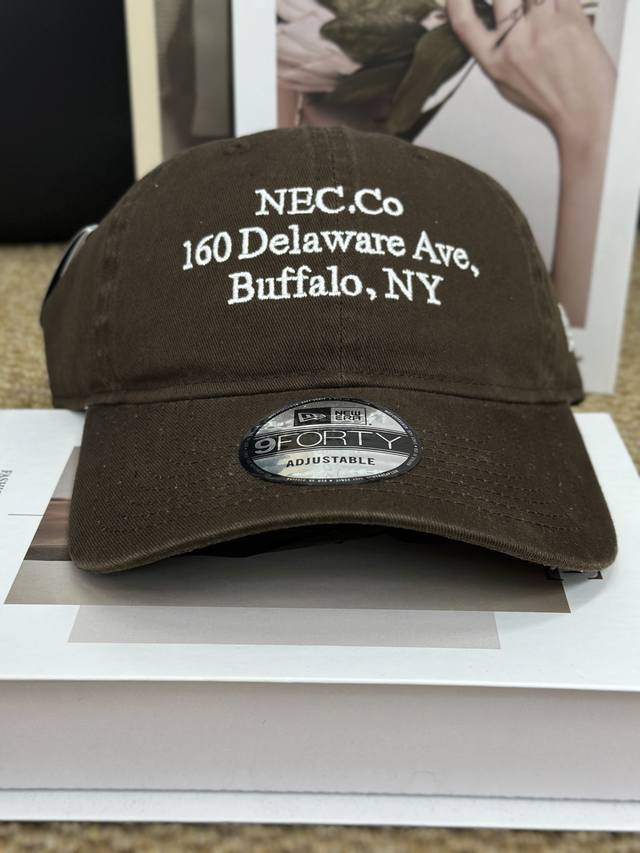 NEC.Co
160 Delaware Ave,
Buffalo, NY
NEW ERA
9FORTY
ADJUSTABLE